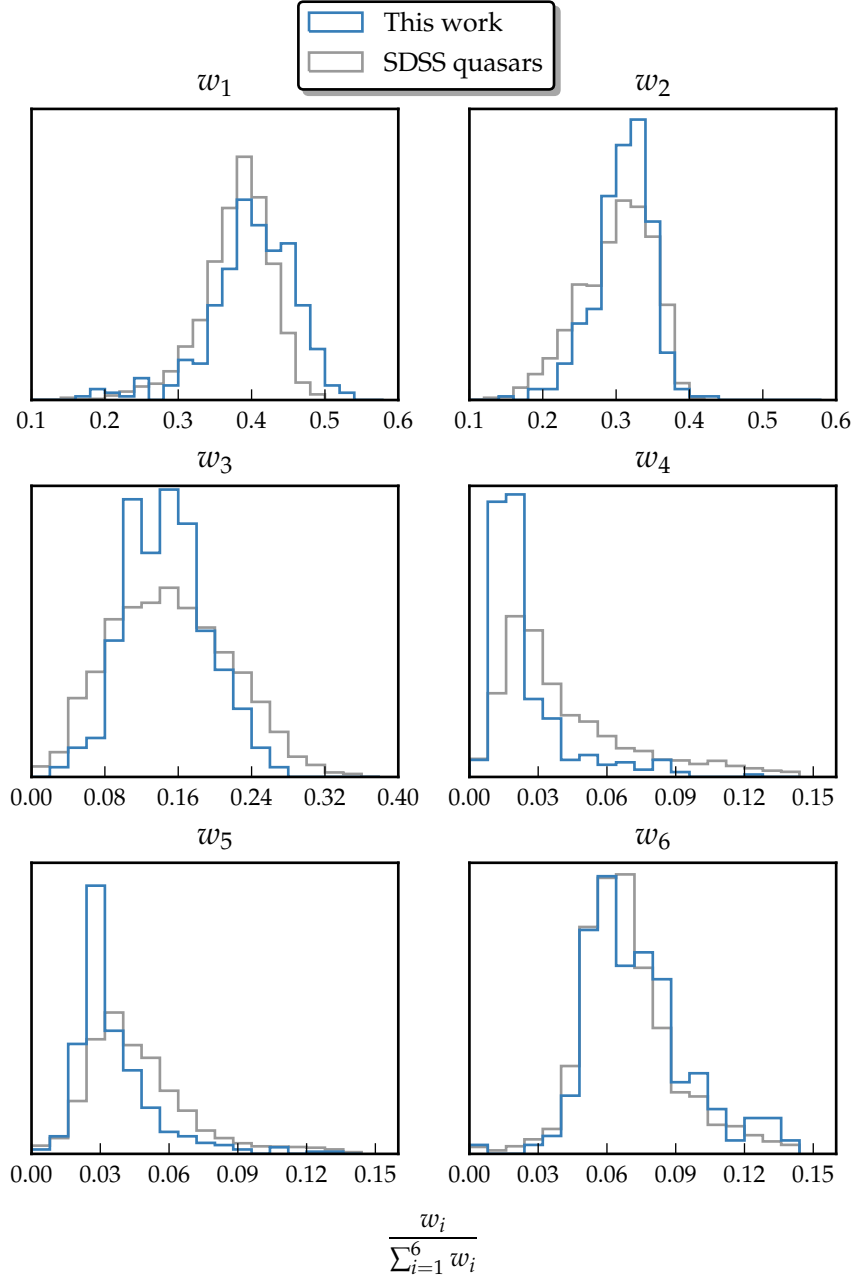 This work
SDSS quasars
w₁ w₂
0.1 0.2 0.3 0.4 0.5 0.6 0.1 0.2 0.3 0.4 0.5 0.6
w₃ w₄
0.00 0.08 0.16 0.24 0.32 0.40 0.00 0.03 0.06 0.09 0.12 0.15
w₅ w₆
0.00 0.03 0.06 0.09 0.12 0.15 0.00 0.03 0.06 0.09 0.12 0.15
wᵢ
∑⁶ᵢ₌₁ wᵢ